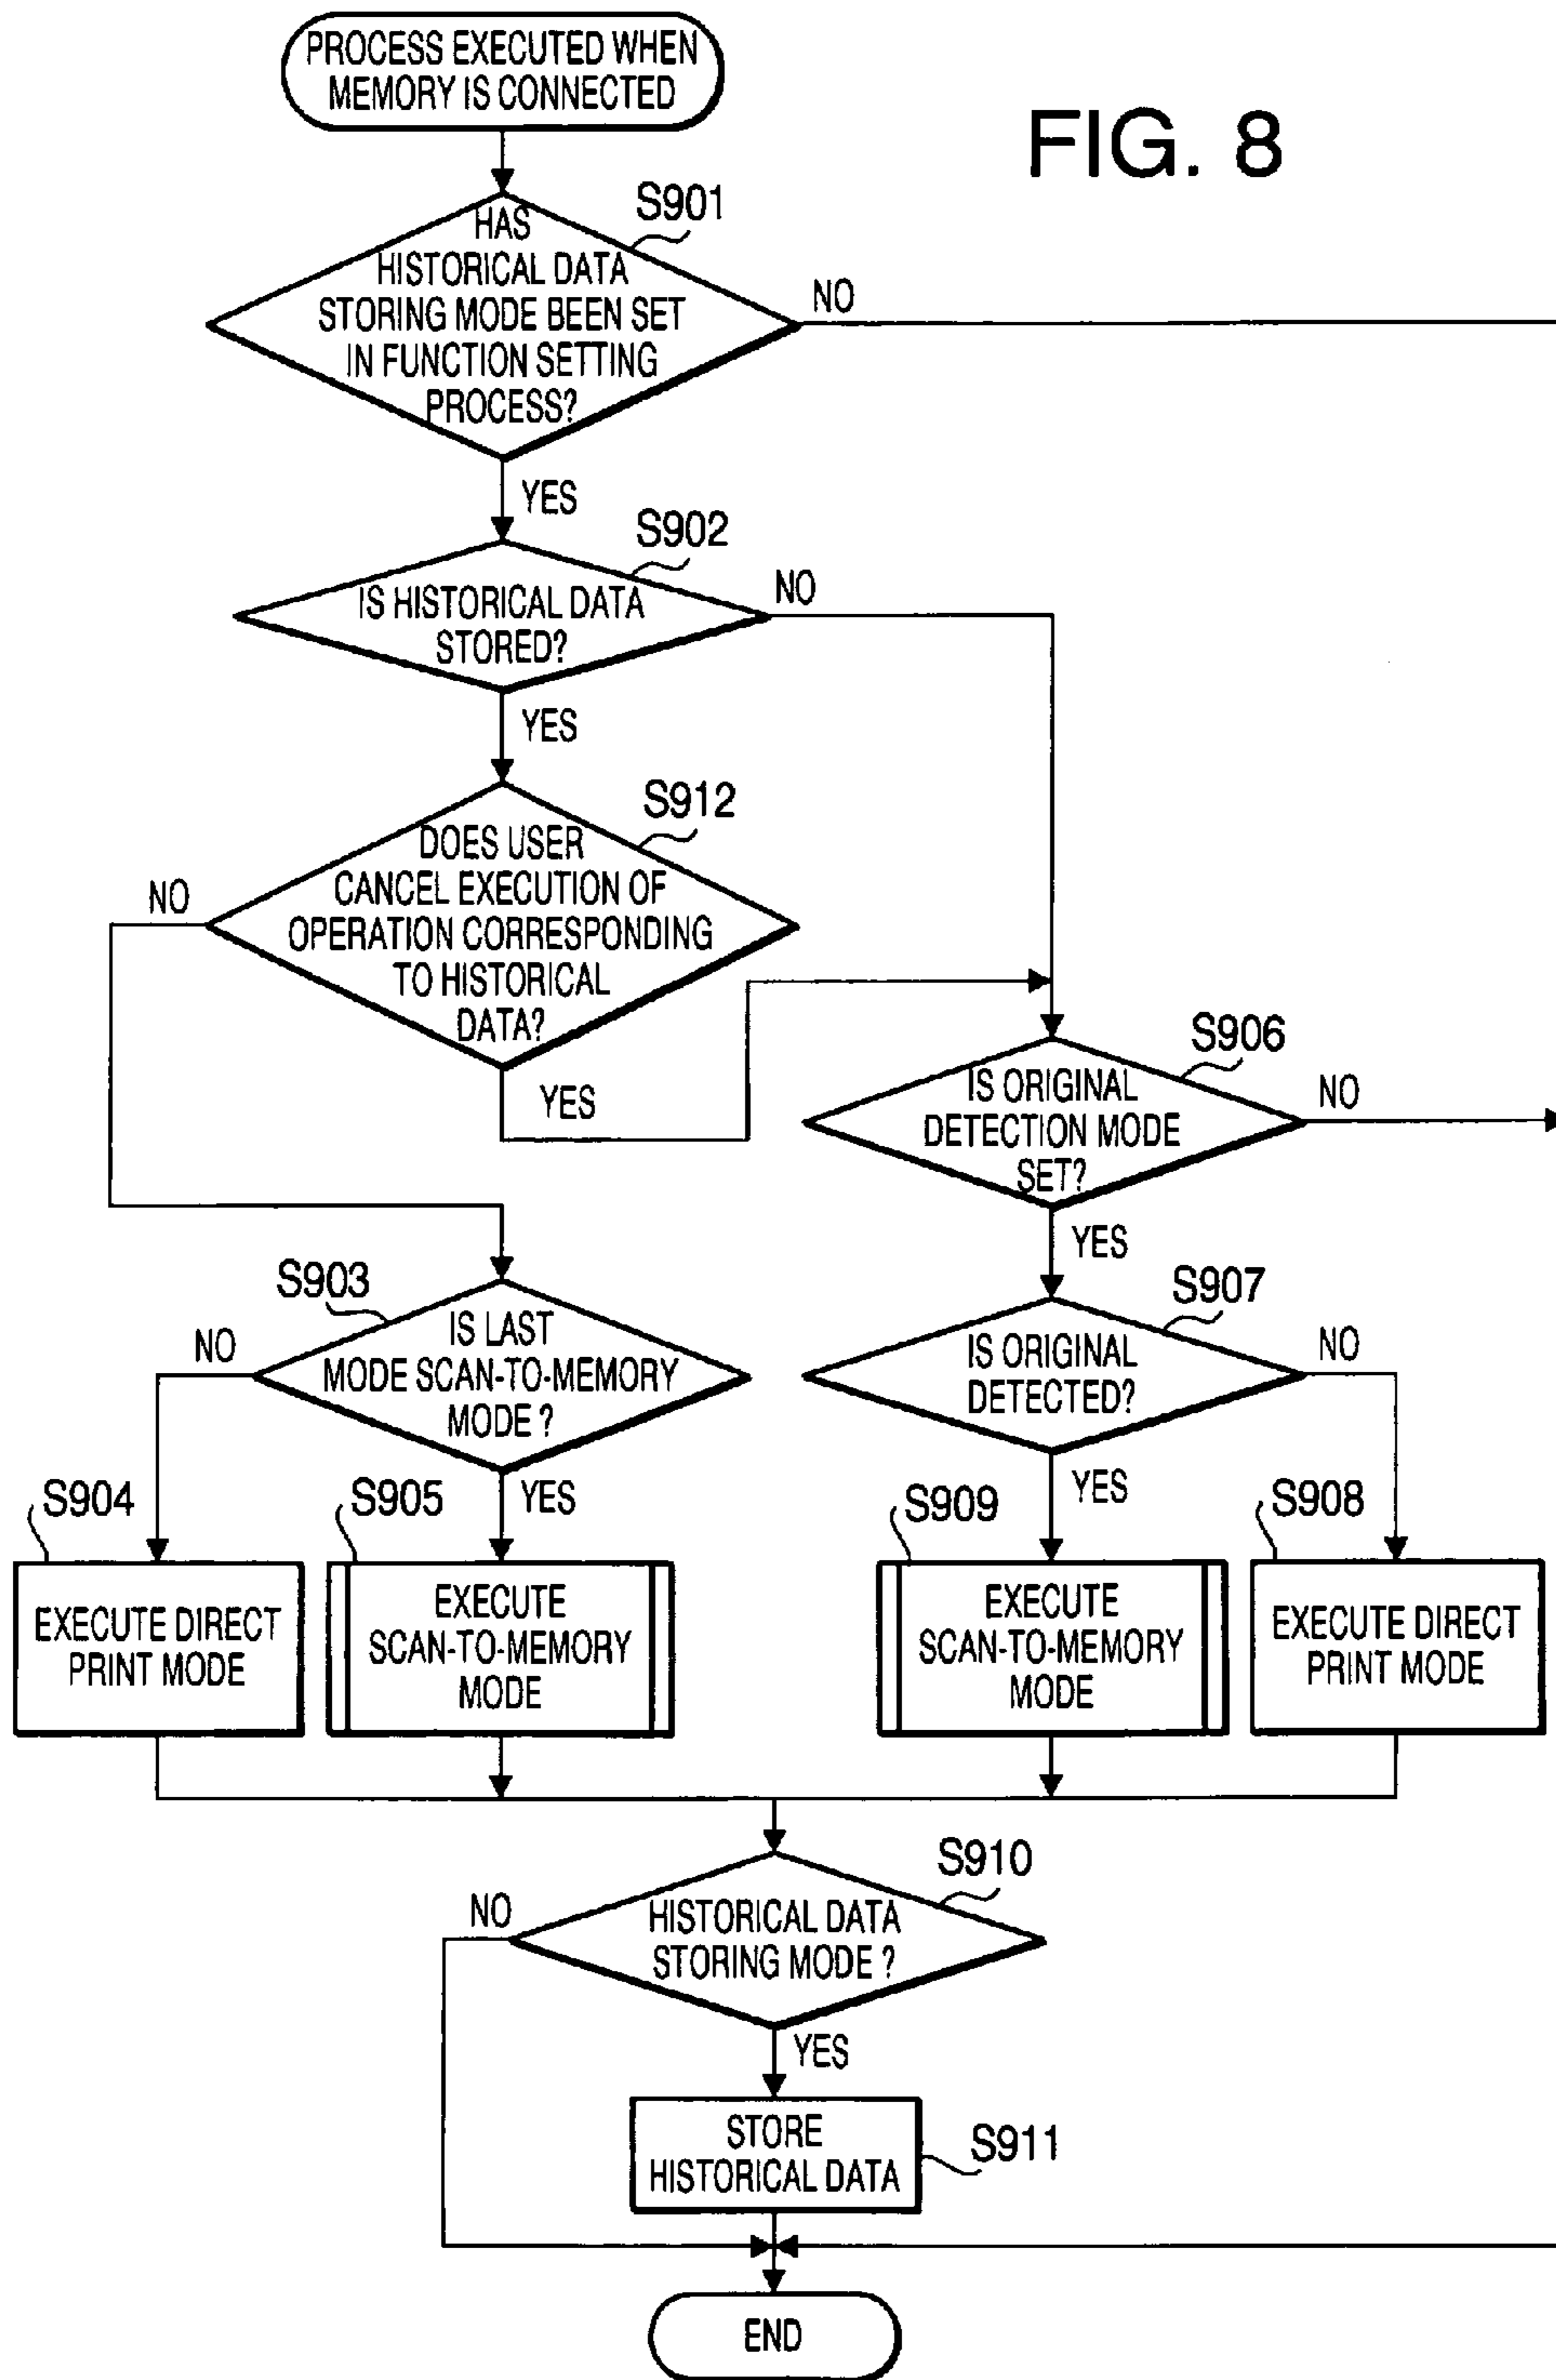 PROCESS EXECUTED WHEN
MEMORY IS CONNECTED
FIG. 8
S901
HAS
HISTORICAL DATA
STORING MODE BEEN SET
IN FUNCTION SETTING
PROCESS?
NO
YES
S902
IS HISTORICAL DATA
STORED?
NO
YES
S912
DOES USER
CANCEL EXECUTION OF
OPERATION CORRESPONDING
TO HISTORICAL
DATA?
NO
YES
S906
IS ORIGINAL
DETECTION MODE
SET?
NO
YES
S903
IS LAST
MODE SCAN-TO-MEMORY
MODE ?
NO
YES
S907
IS ORIGINAL
DETECTED?
NO
YES
S904
EXECUTE DIRECT
PRINT MODE
S905
EXECUTE
SCAN-TO-MEMORY
MODE
S909
EXECUTE
SCAN-TO-MEMORY
MODE
S908
EXECUTE DIRECT
PRINT MODE
S910
HISTORICAL DATA
STORING MODE ?
NO
YES
S911
STORE
HISTORICAL DATA
END